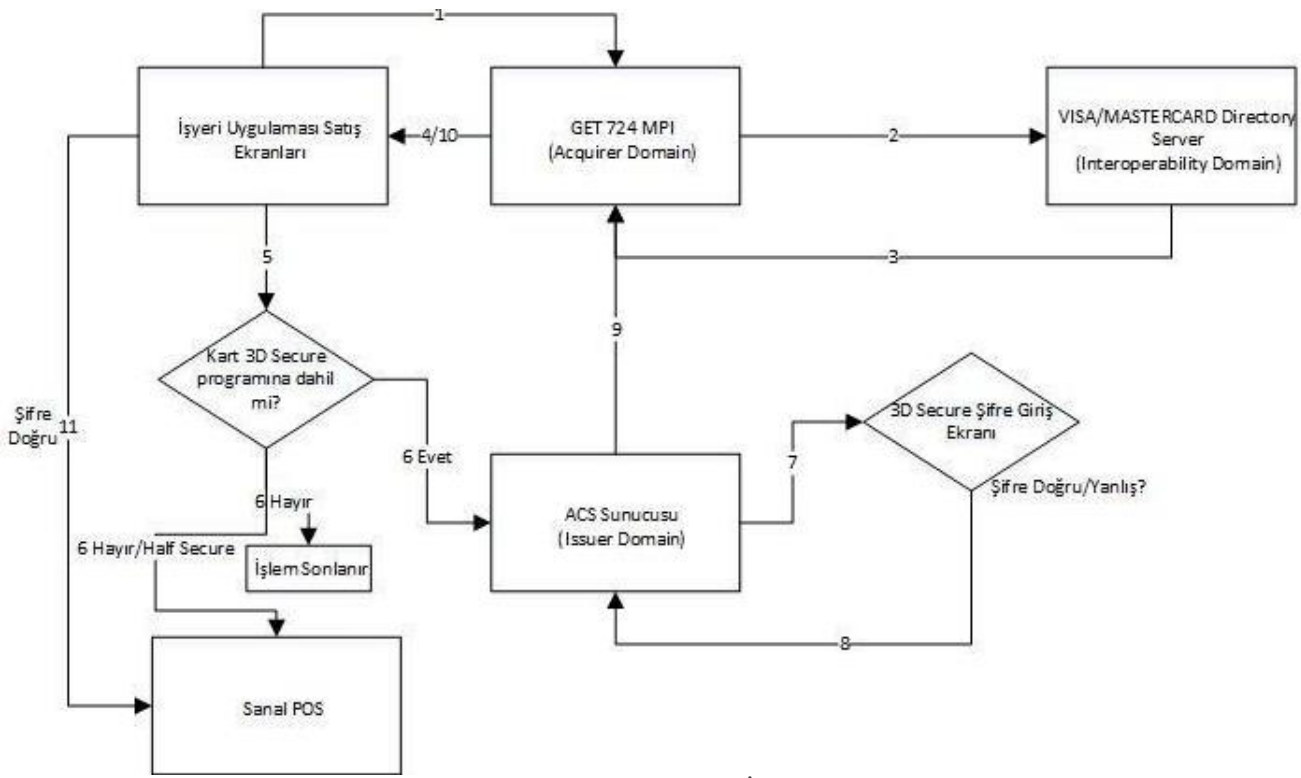 1
İşyeri Uygulaması Satış
Ekranları
4/10
GET 724 MPI
(Acquirer Domain)
2
VISA/MASTERCARD Directory
Server
(Interoperability Domain)
3
5
9
Kart 3D Secure
programına dahil
mi?
Şifre
Doğru
11
6 Evet
7
3D Secure Şifre Giriş
Ekranı
Şifre Doğru/Yanlış?
6 Hayır
6 Hayır/Half Secure
İşlem Sonlanır
ACS Sunucusu
(Issuer Domain)
8
Sanal POS